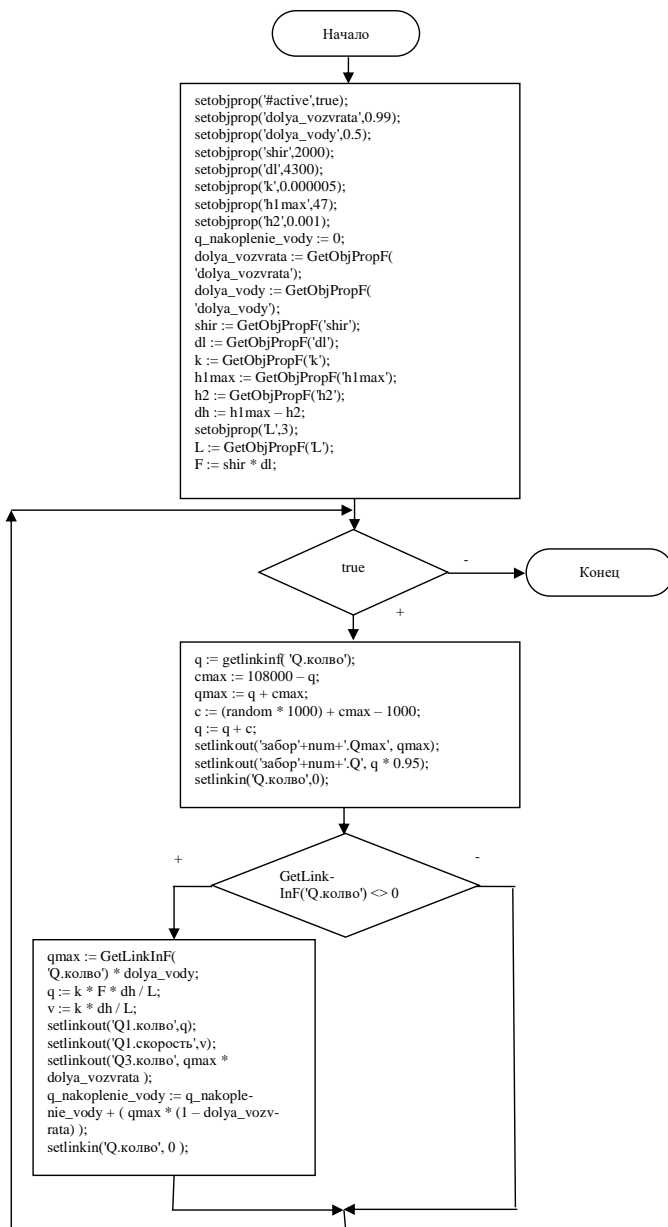 Начало
setobjprop('#active',true);
setobjprop('dolya_vozvrata',0.99);
setobjprop('dolya_vody',0.5);
setobjprop('shir',2000);
setobjprop('dl',4300);
setobjprop('k',0.000005);
setobjprop('h1max',47);
setobjprop('h2',0.001);
q_nakoplenie_vody := 0;
dolya_vozvrata := GetObjPropF(
'dolya_vozvrata');
dolya_vody := GetObjPropF(
'dolya_vody');
shir := GetObjPropF('shir');
dl := GetObjPropF('dl');
k := GetObjPropF('k');
h1max := GetObjPropF('h1max');
h2 := GetObjPropF('h2');
dh := h1max – h2;
setobjprop('L',3);
L := GetObjPropF('L');
F := shir * dl;
true
-
Конец
+
q := getlinkinf( 'Q.колво');
cmax := 108000 – q;
qmax := q + cmax;
c := (random * 1000) + cmax – 1000;
q := q + c;
setlinkout('забор'+num+'.Qmax', qmax);
setlinkout('забор'+num+'.Q', q * 0.95);
setlinkin('Q.колво',0);
+
-
GetLink-
InF('Q.колво') <> 0
qmax := GetLinkInF(
'Q.колво') * dolya_vody;
q := k * F * dh / L;
v := k * dh / L;
setlinkout('Q1.колво',q);
setlinkout('Q1.скорость',v);
setlinkout('Q3.колво', qmax *
dolya_vozvrata );
q_nakoplenie_vody := q_nakople-
nie_vody + ( qmax * (1 – dolya_vozv-
rata) );
setlinkin('Q.колво', 0 );